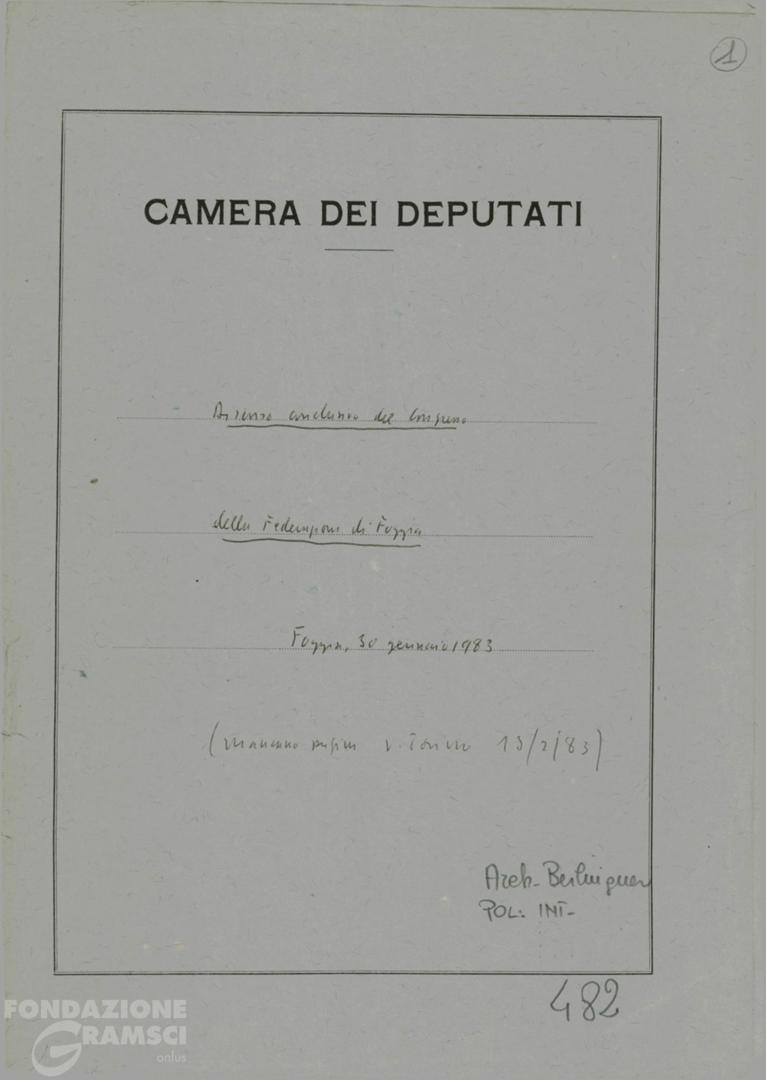 1
CAMERA DEI DEPUTATI
Discorso conclusivo del Congresso
della Federazione di Foggia
Foggia, 30 gennaio 1983
(mancano pagine v. Torino 13/2/83)
Arch. Berlinguer
POL: INT-
482
FONDAZIONE
GRAMSCI
onlus